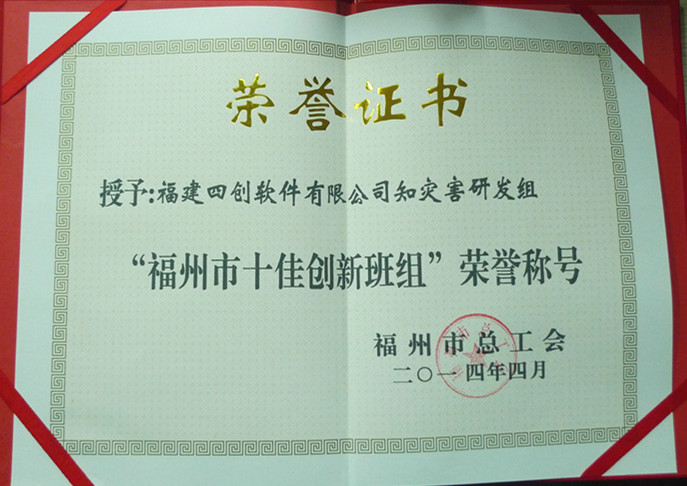 荣誉证书
授予:福建四创软件有限公司知灾害研发组
“福州市十佳创新班组”荣誉称号
福州市总工会
二〇一四年四月